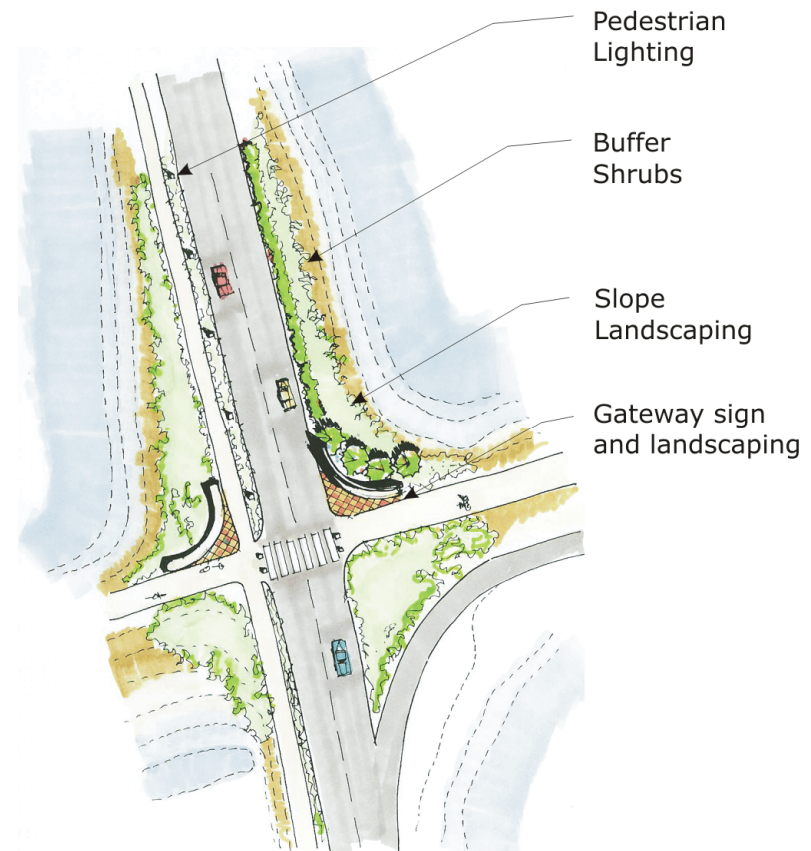 Pedestrian
Lighting
Buffer
Shrubs
Slope
Landscaping
Gateway sign
and landscaping